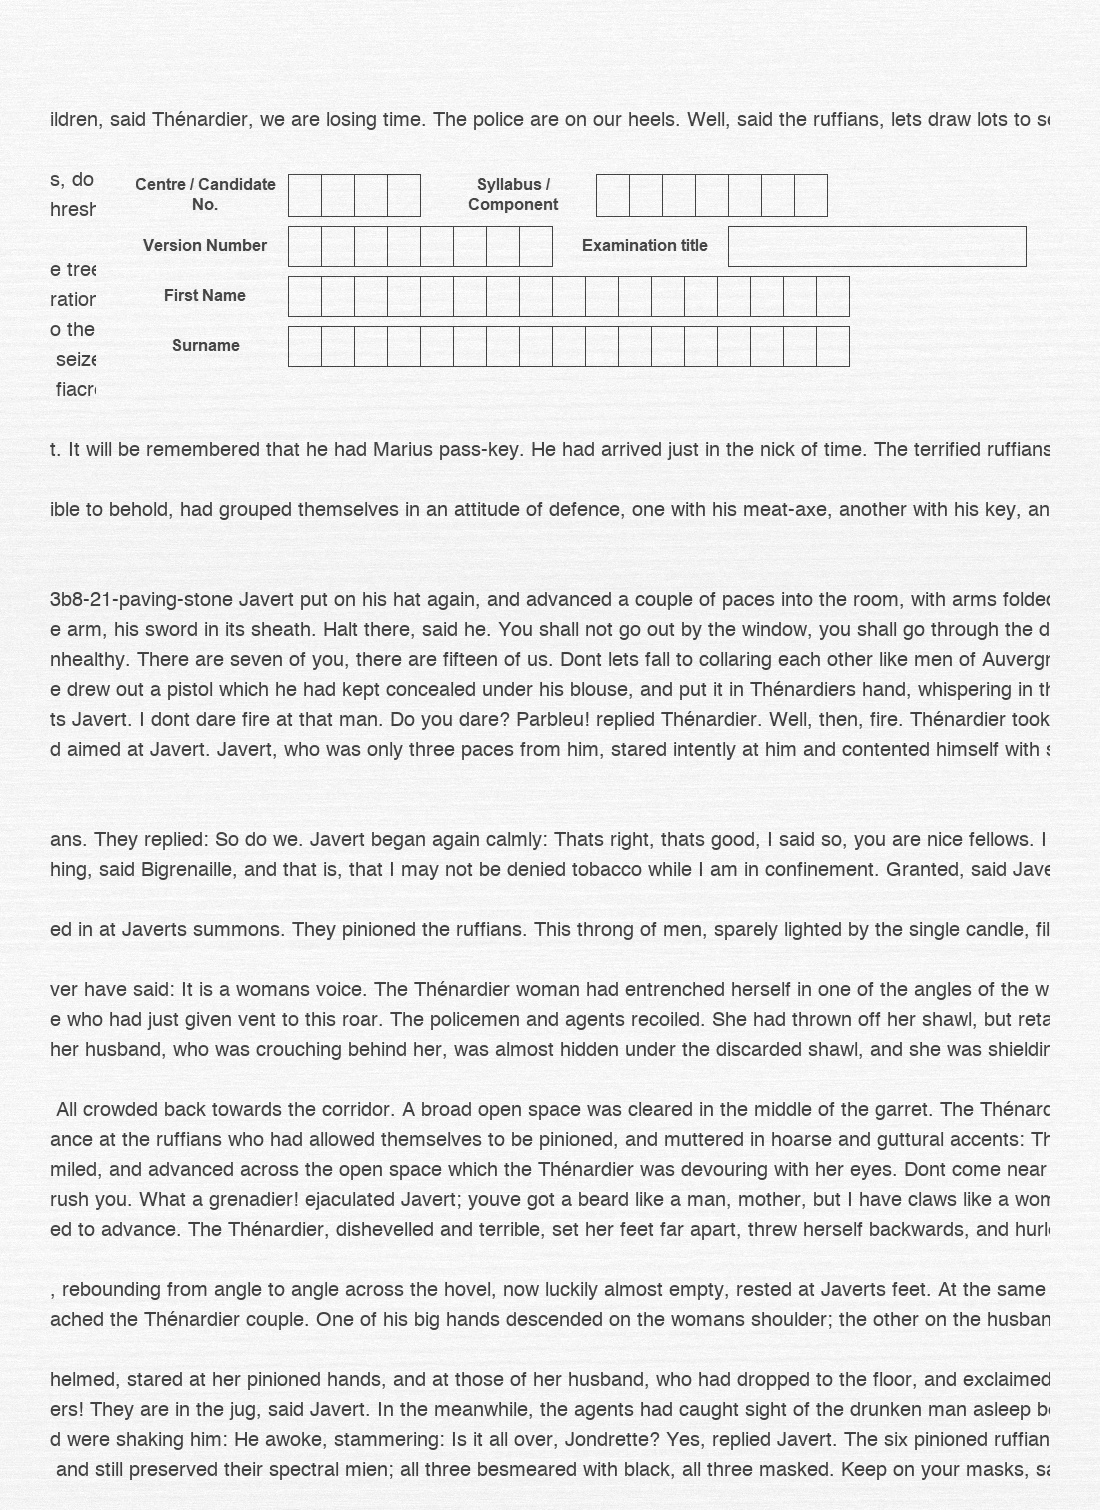 ildren, said Thénardier, we are losing time. The police are on our heels. Well, said the ruffians, lets draw lots to
s, do
Centre / Candidate No.
Syllabus / Component
hresh
Version Number
Examination title
e tree
ration
First Name
o the
Surname
seize
fiacr
t. It will be remembered that he had Marius pass-key. He had arrived just in the nick of time. The terrified ruffians
ible to behold, had grouped themselves in an attitude of defence, one with his meat-axe, another with his key, an
3b8-21-paving-stone Javert put on his hat again, and advanced a couple of paces into the room, with arms folded
e arm, his sword in its sheath. Halt there, said he. You shall not go out by the window, you shall go through the d
nhealthy. There are seven of you, there are fifteen of us. Dont lets fall to collaring each other like men of Auvergn
e drew out a pistol which he had kept concealed under his blouse, and put it in Thénardiers hand, whispering in th
ts Javert. I dont dare fire at that man. Do you dare? Parbleu! replied Thénardier. Well, then, fire. Thénardier took
d aimed at Javert. Javert, who was only three paces from him, stared intently at him and contented himself with s
ans. They replied: So do we. Javert began again calmly: Thats right, thats good, I said so, you are nice fellows. I
hing, said Bigrenaille, and that is, that I may not be denied tobacco while I am in confinement. Granted, said Jave
ed in at Javerts summons. They pinioned the ruffians. This throng of men, sparely lighted by the single candle, fil
ver have said: It is a womans voice. The Thénardier woman had entrenched herself in one of the angles of the w
e who had just given vent to this roar. The policemen and agents recoiled. She had thrown off her shawl, but reta
her husband, who was crouching behind her, was almost hidden under the discarded shawl, and she was shieldin
All crowded back towards the corridor. A broad open space was cleared in the middle of the garret. The Thénard
ance at the ruffians who had allowed themselves to be pinioned, and muttered in hoarse and guttural accents: Th
miled, and advanced across the open space which the Thénardier was devouring with her eyes. Dont come near
rush you. What a grenadier! ejaculated Javert; youve got a beard like a man, mother, but I have claws like a wom
ed to advance. The Thénardier, dishevelled and terrible, set her feet far apart, threw herself backwards, and hurl
, rebounding from angle to angle across the hovel, now luckily almost empty, rested at Javerts feet. At the same
ached the Thénardier couple. One of his big hands descended on the womans shoulder; the other on the husban
helmed, stared at her pinioned hands, and at those of her husband, who had dropped to the floor, and exclaimed
ers! They are in the jug, said Javert. In the meanwhile, the agents had caught sight of the drunken man asleep b
d were shaking him: He awoke, stammering: Is it all over, Jondrette? Yes, replied Javert. The six pinioned ruffian
and still preserved their spectral mien; all three besmeared with black, all three masked. Keep on your masks, sa